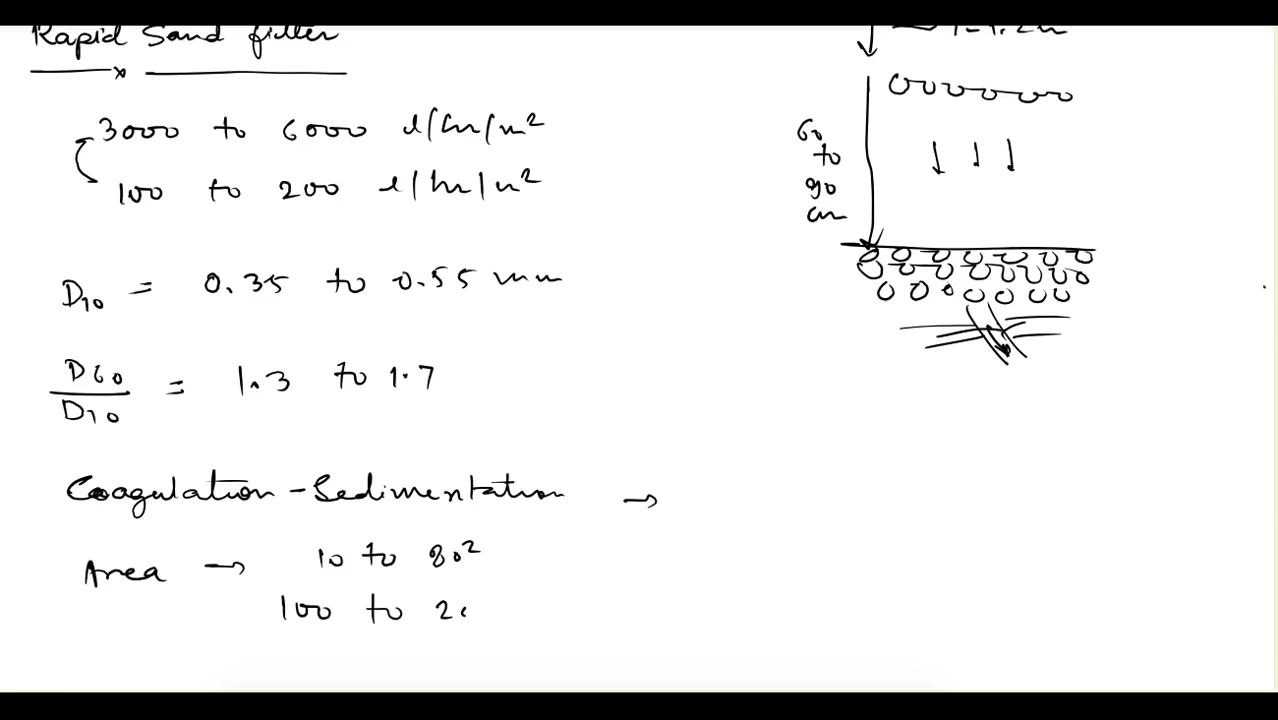 Rapid Sand filter
3000 to 6000 l/hr/m²
100 to 200 l/hr/m²
D10 = 0.35 to 0.55 mm
D60/D10 = 1.3 to 1.7
Coagulation - Sedimentation →
Area → 10 to 80²
100 to 20
60
to
90
cm